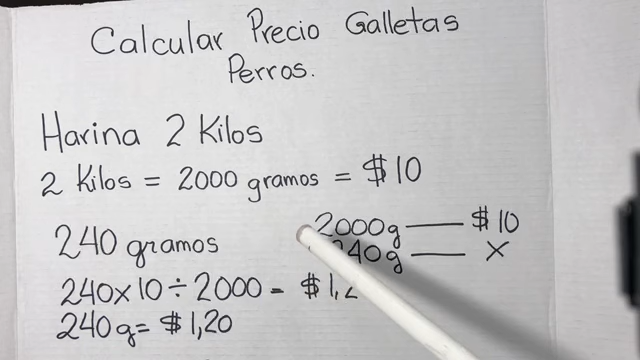 Calcular Precio Galletas
Perros.
Harina 2 Kilos
2 Kilos = 2000 gramos = $10
240 gramos
2000g — $10
240g — X
240x10÷2000 = $1,2
240g= $1,20